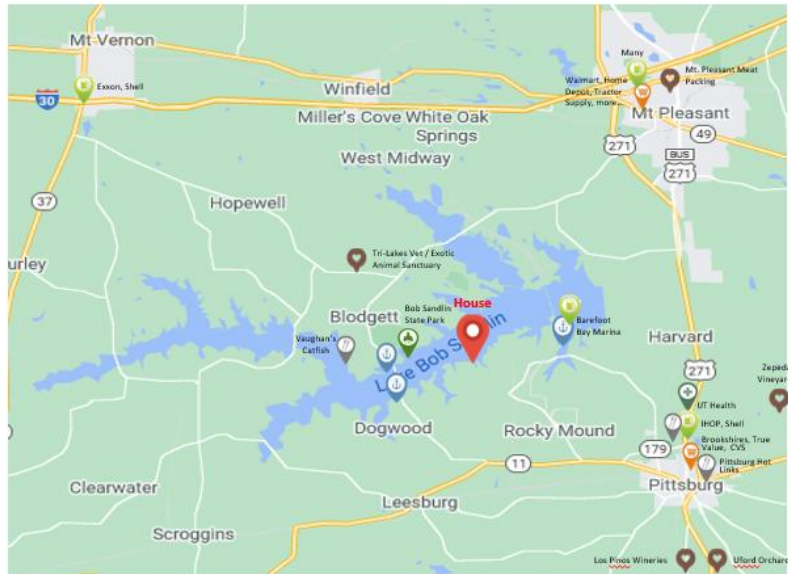 Mt Vernon
Exxon, Shell
30
Winfield
Miller's Cove White Oak
Springs
West Midway
Many
Walmart, Home
Depot, Tractor
Supply, more...
Mt. Pleasant Meat
Packing
Mt Pleasant
271
49
BUS
271
37
Hopewell
urley
Tri-Lakes Vet / Exotic
Animal Sanctuary
Blodgett
Bob Sandlin
State Park
House
Barefoot
Bay Marina
Vaughan's
Catfish
Lake Bob Sandlin
Harvard
271
Zepeda
Vineyar
UT Health
IHOP, Shell
Brookshires, True
Value, CVS
Dogwood
Rocky Mound
179
11
Pittsburg Hot
Links
Pittsburg
Clearwater
Leesburg
Scroggins
Los Pinos Wineries
Uford Orchar